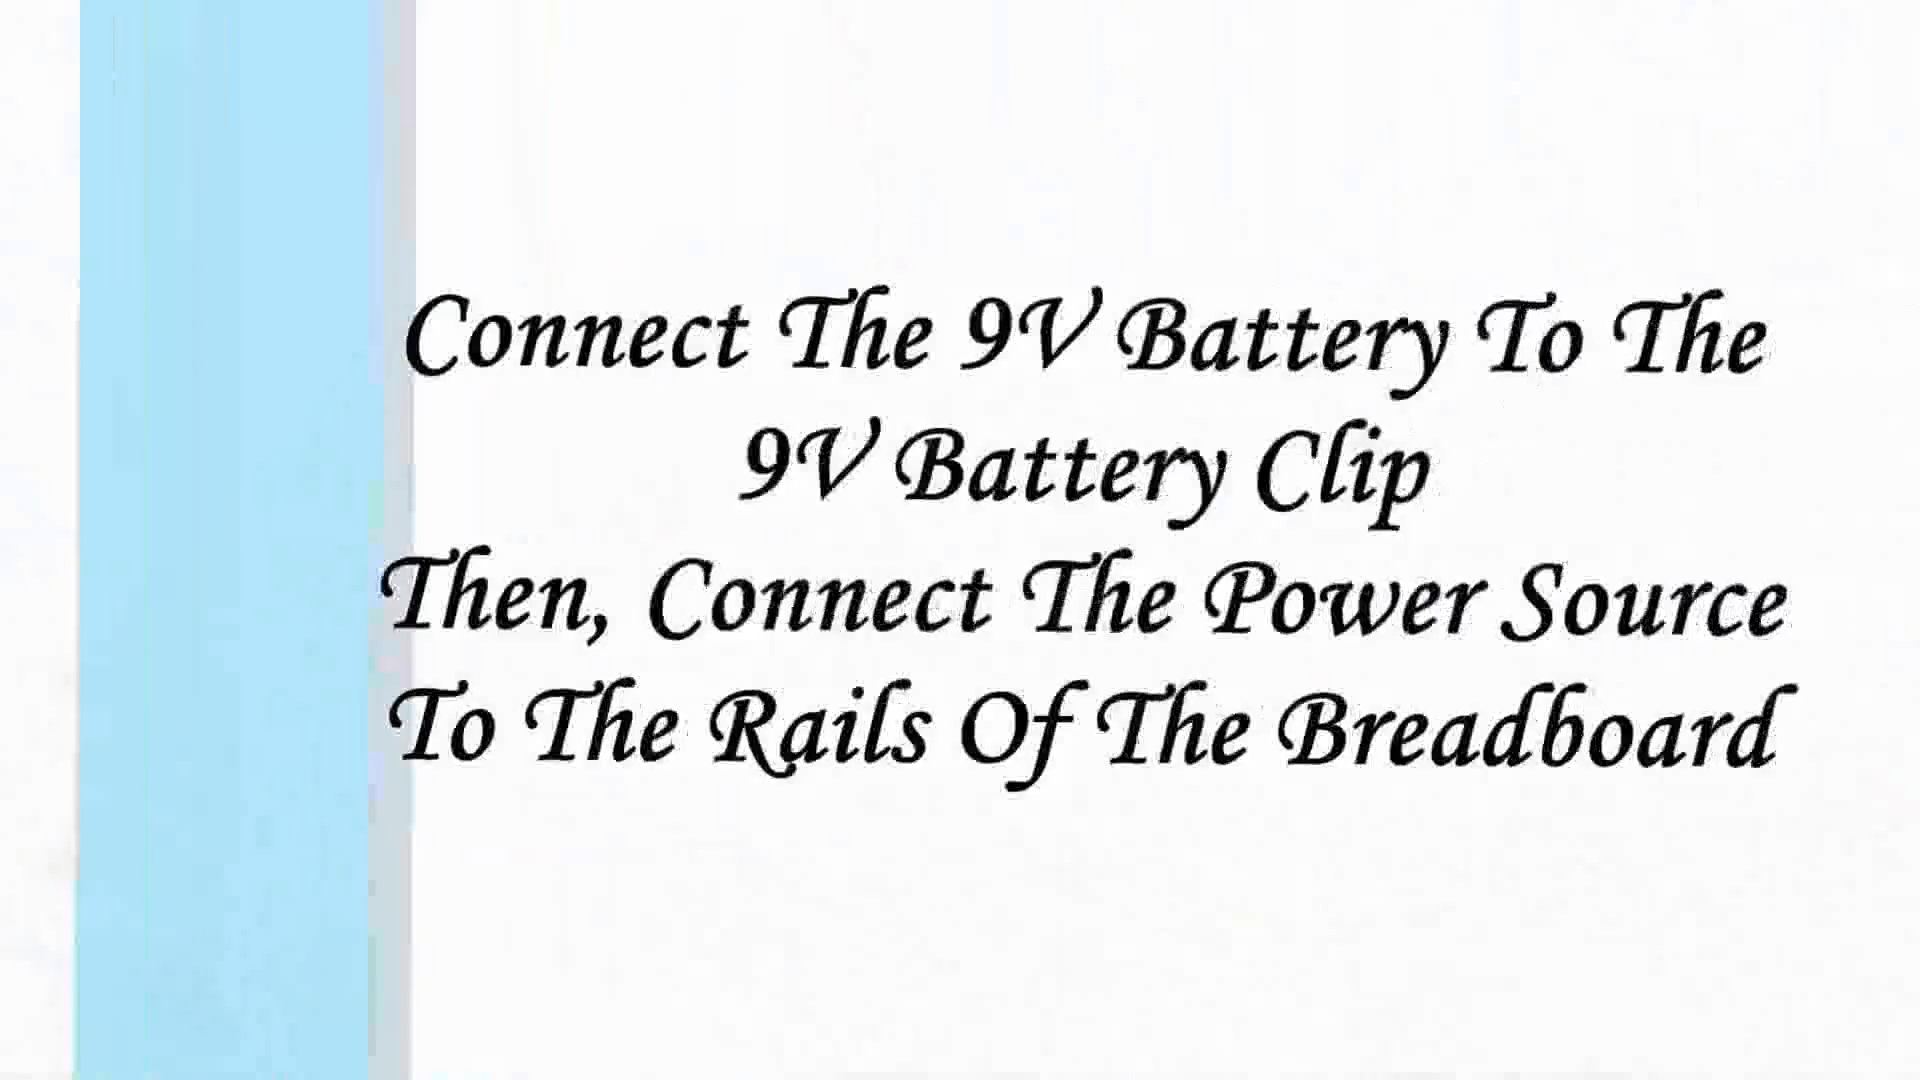 Connect The 9V Battery To The
9V Battery Clip
Then, Connect The Power Source
To The Rails Of The Breadboard